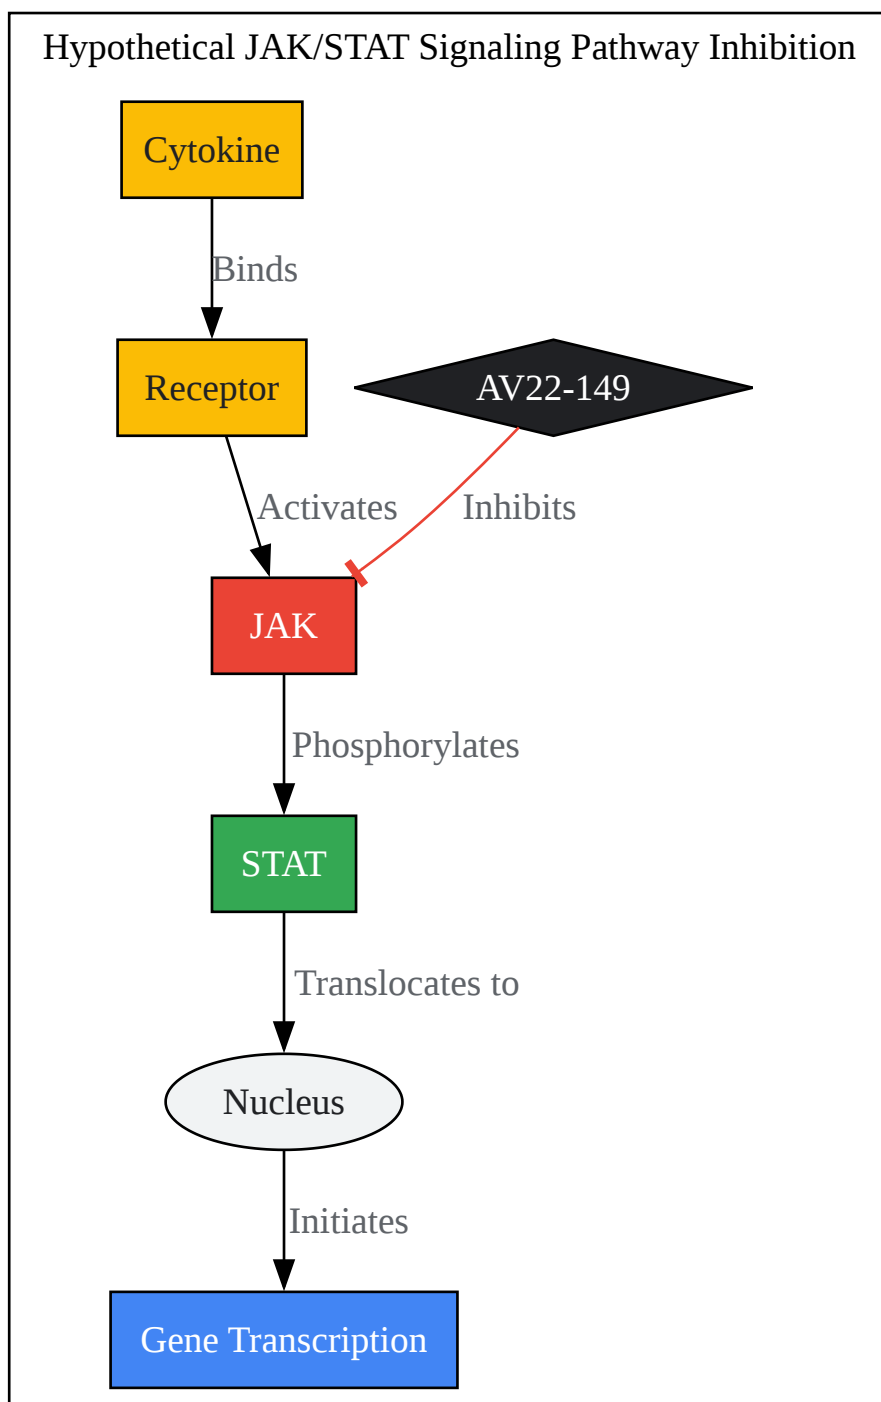 Hypothetical JAK/STAT Signaling Pathway Inhibition
Cytokine
Binds
Receptor
AV22-149
Activates
Inhibits
JAK
Phosphorylates
STAT
Translocates to
Nucleus
Initiates
Gene Transcription